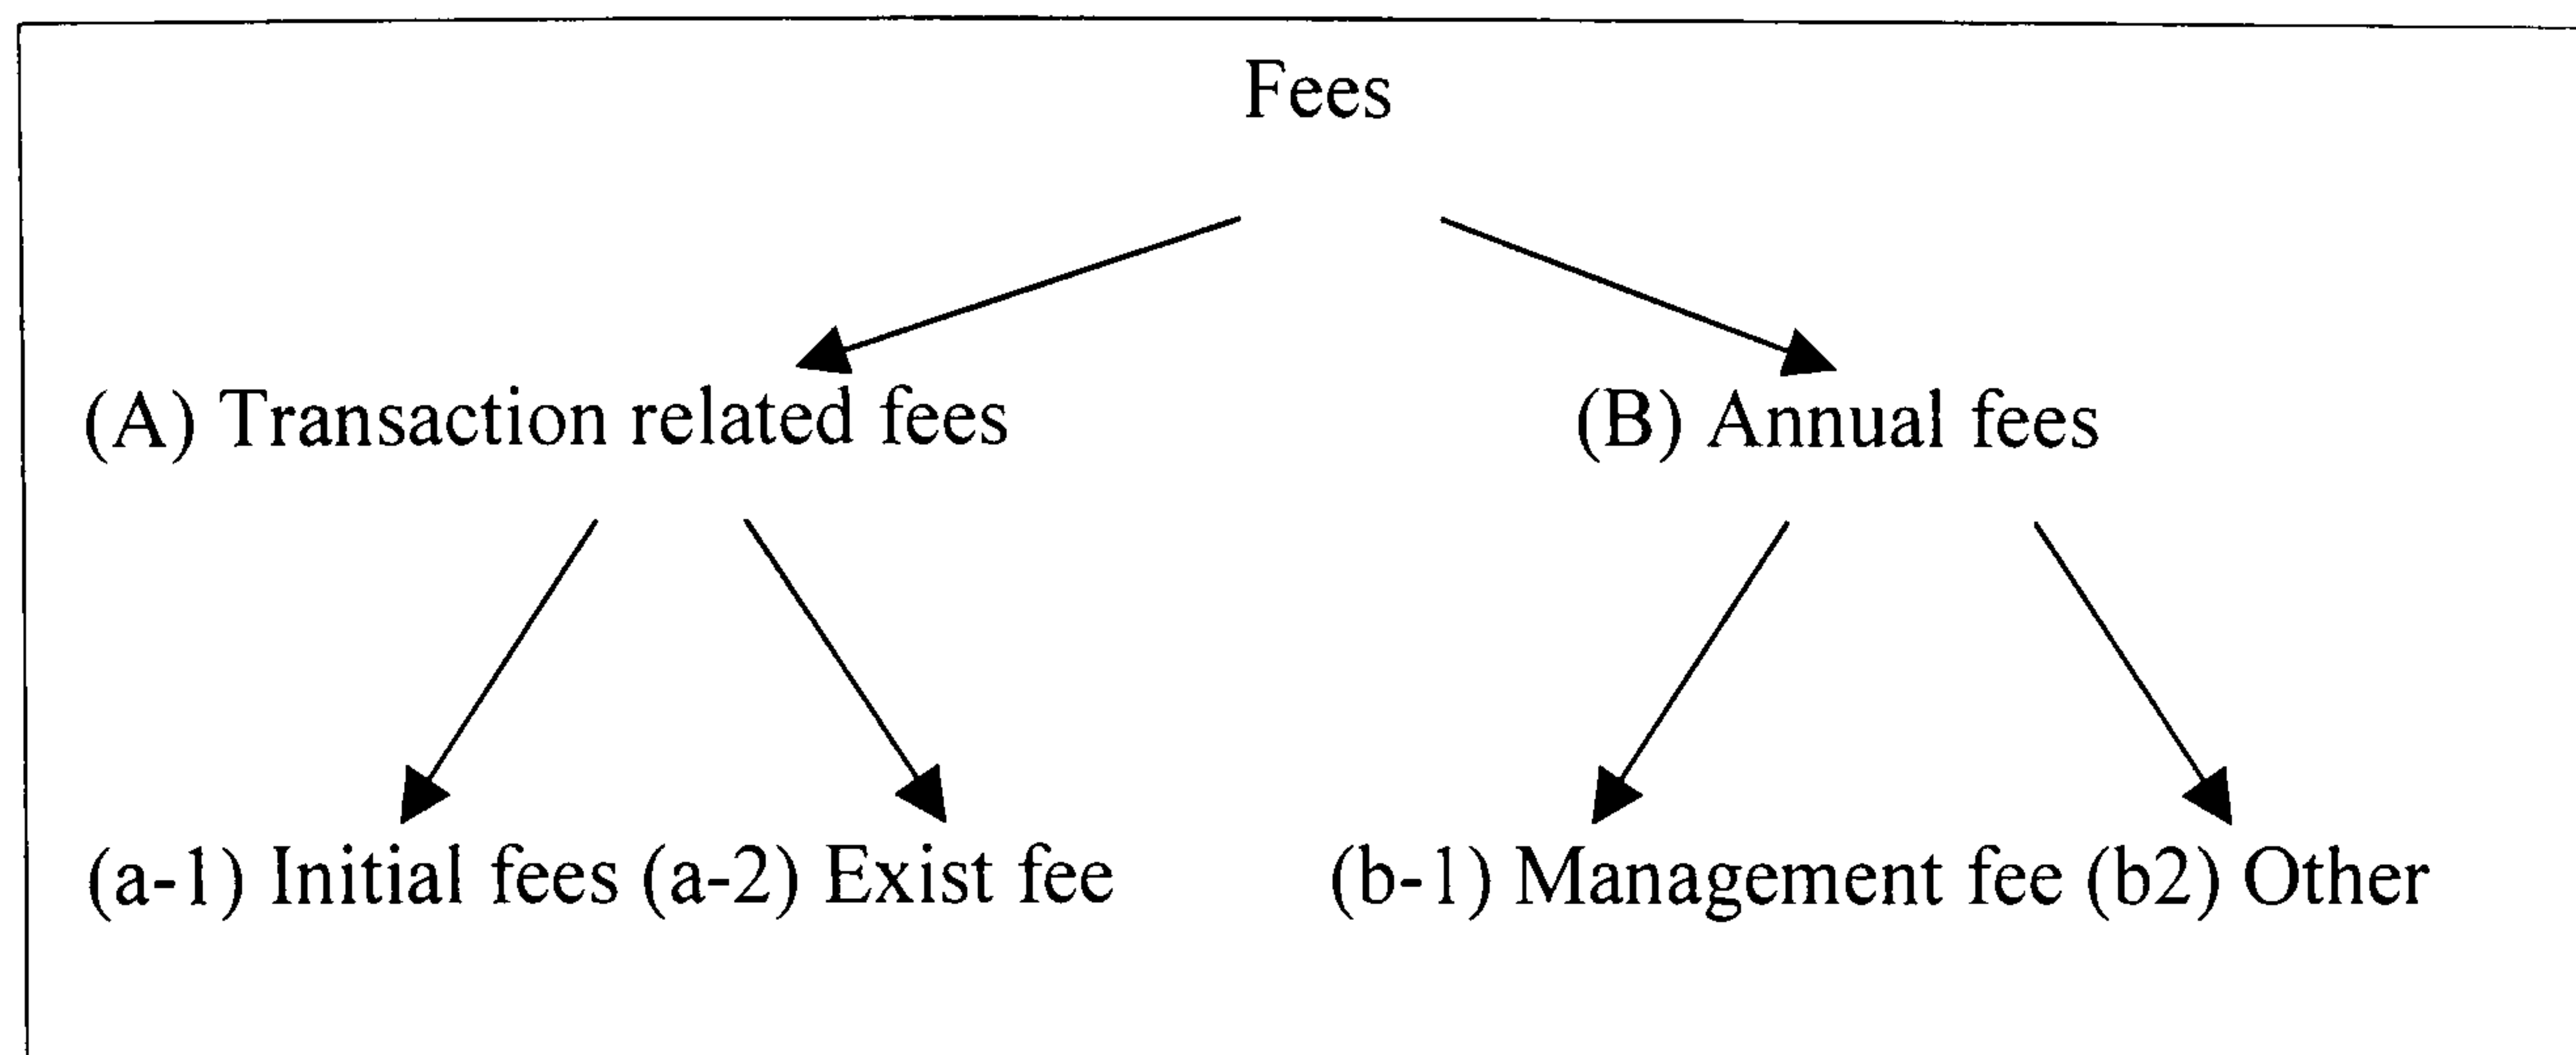 Fees
(A) Transaction related fees (B) Annual fees
(a-1) Initial fees (a-2) Exist fee (b-1) Management fee (b2) Other